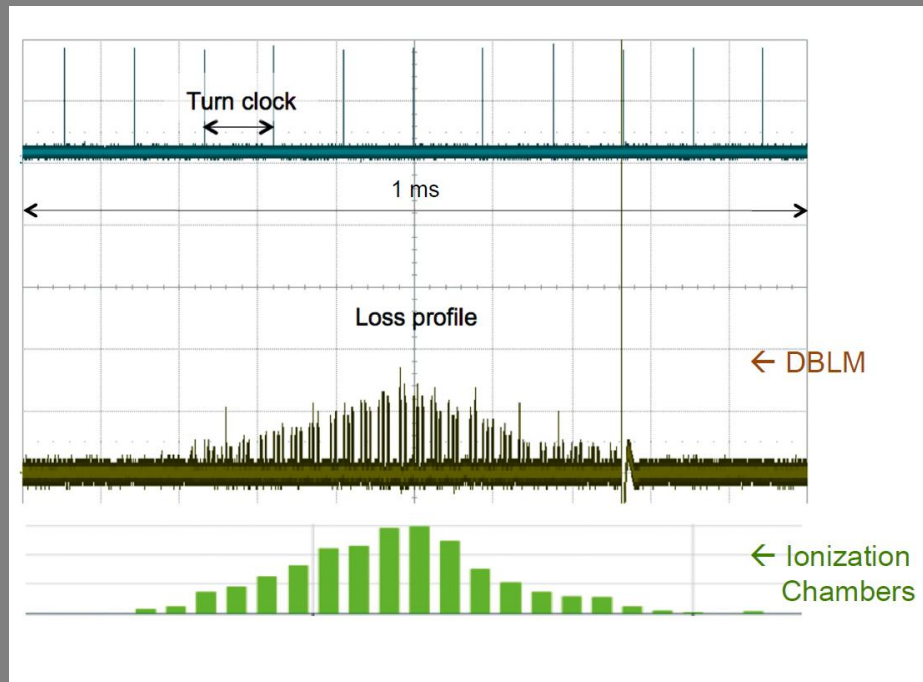 Turn clock
1 ms
Loss profile
← DBLM
← Ionization
Chambers